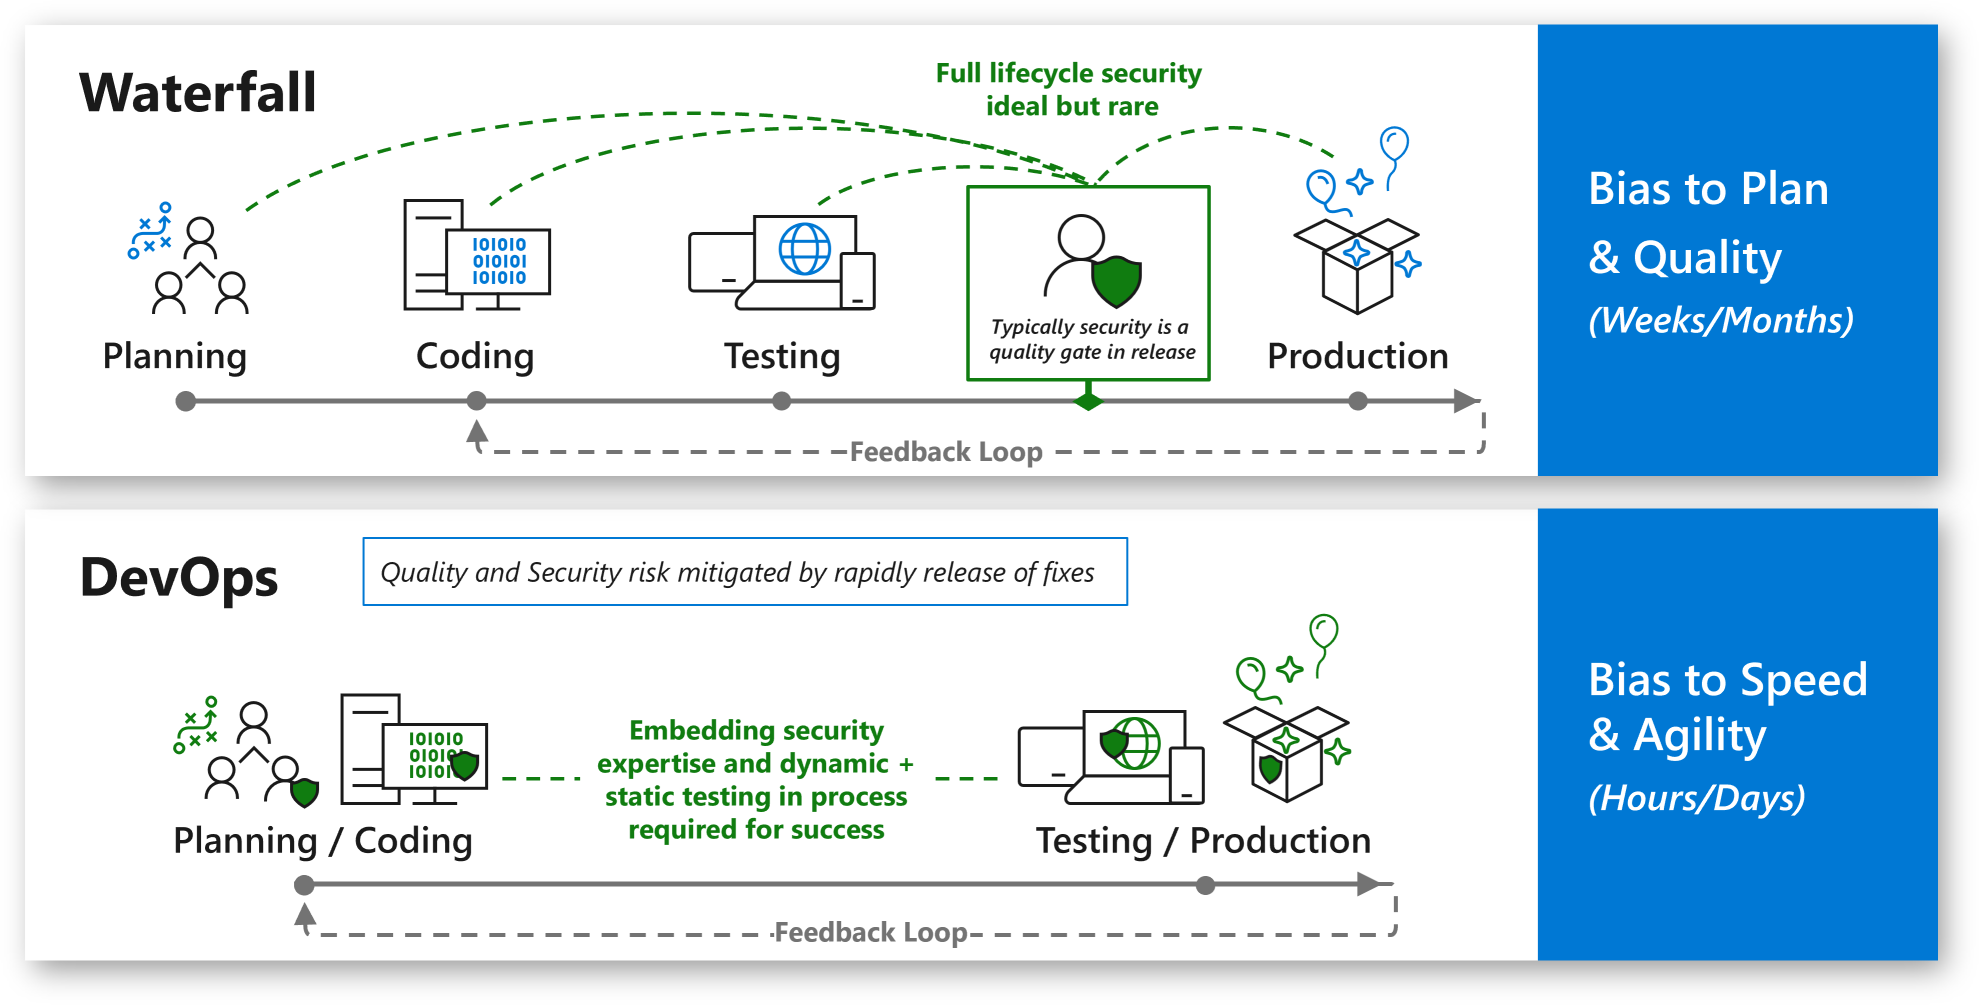 Waterfall
Full lifecycle security
ideal but rare
101010
010101
101010
Typically security is a
quality gate in release
Planning
Coding
Testing
Production
Feedback Loop
Bias to Plan
& Quality
(Weeks/Months)
DevOps
Quality and Security risk mitigated by rapidly release of fixes
101010
0101
1010
Embedding security
expertise and dynamic +
static testing in process
required for success
Planning / Coding
Testing / Production
Feedback Loop
Bias to Speed
& Agility
(Hours/Days)